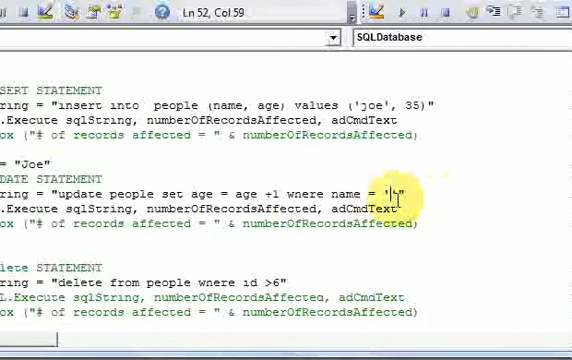 Ln 52, Col 59
SQLDatabase
SERT STATEMENT
ring = "insert into people (name, age) values ('joe', 35)"
.Execute sqlString, numberOfRecordsAffected, adCmdText
ox ("# of records affected = " & numberOfRecordsAffected)
= "Joe"
DATE STATEMENT
ring = "update people set age = age +1 where name = ''"
.Execute sqlString, numberOfRecordsAffected, adCmdText
ox ("# of records affected = " & numberOfRecordsAffected)
lete STATEMENT
ring = "delete from people where id >6"
L.Execute sqlString, numberOfRecordsAffected, adCmdText
ox ("# of records affected = " & numberOfRecordsAffected)